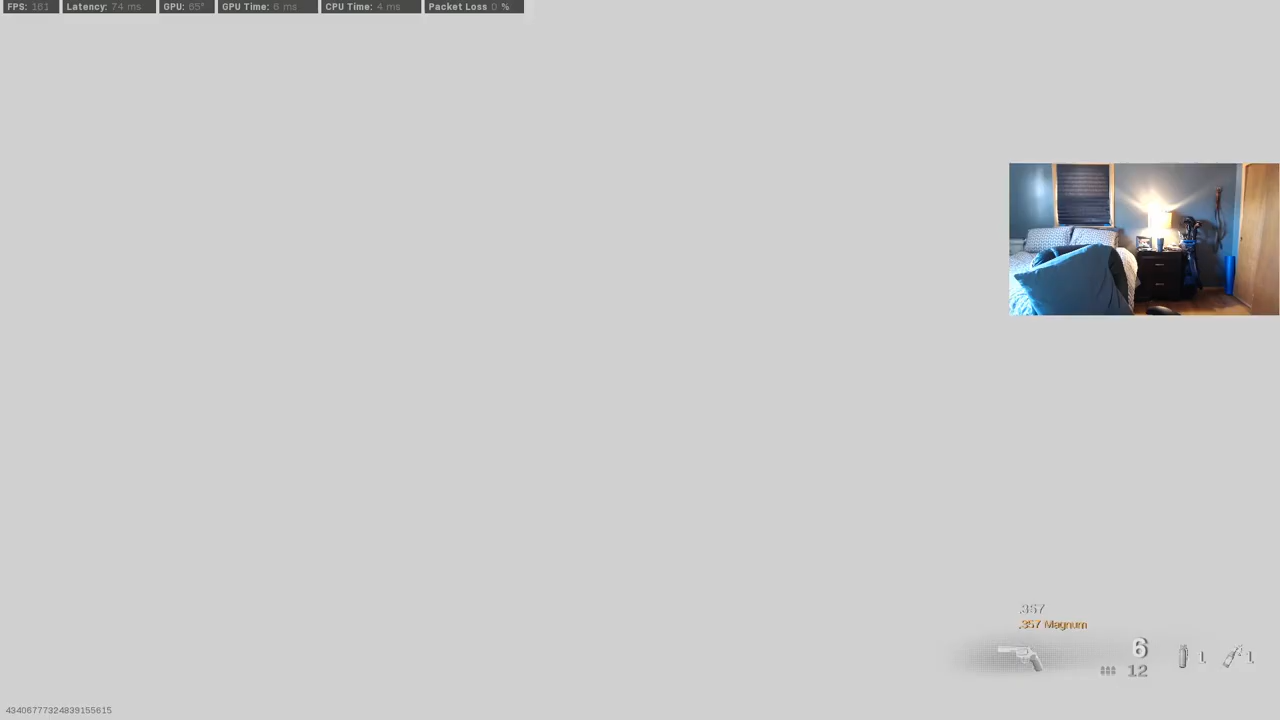 FPS: 161 Latency: 74 ms GPU: 65° GPU Time: 6 ms CPU Time: 4 ms Packet Loss 0 %
.357
.357 Magnum
6
1 1
12
43406777324839155615